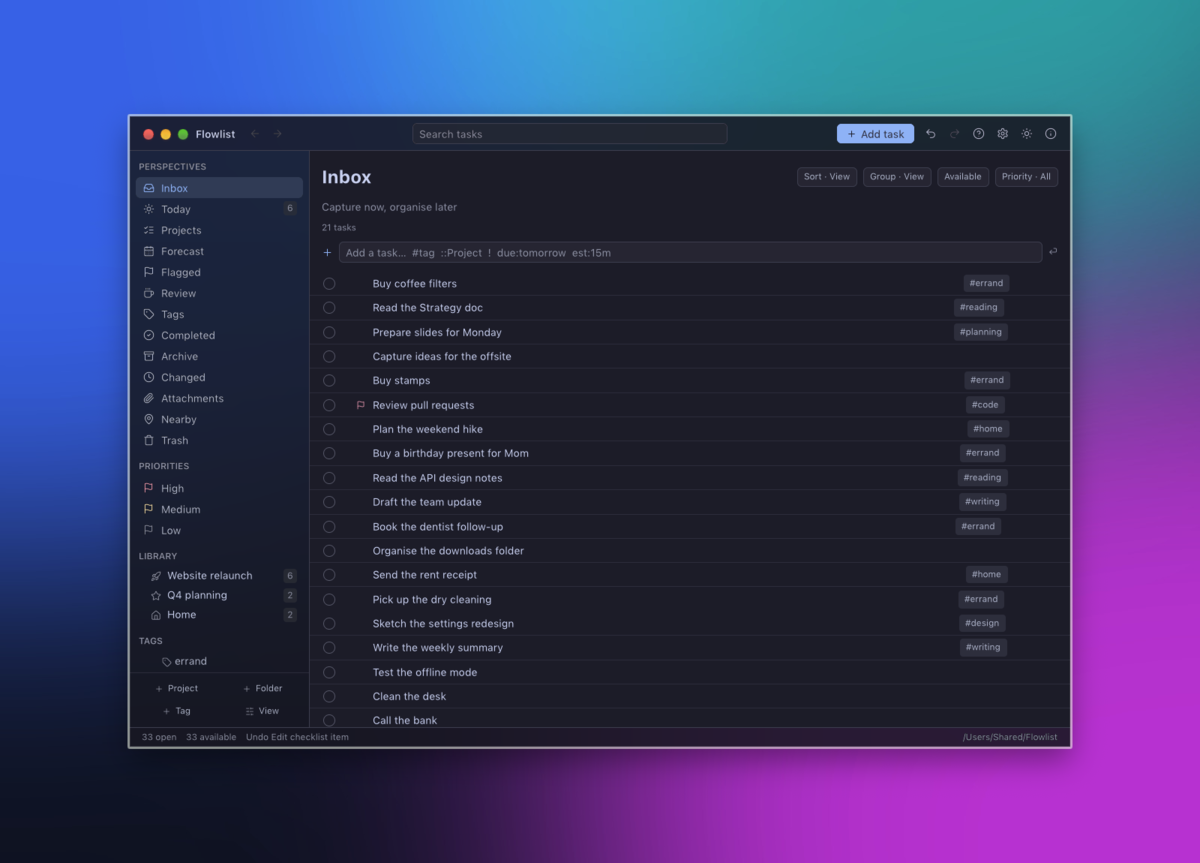 Flowlist
Search tasks
+ Add task
PERSPECTIVES
Inbox
Today 6
Projects
Forecast
Flagged
Review
Tags
Completed
Archive
Changed
Attachments
Nearby
Trash
PRIORITIES
High
Medium
Low
LIBRARY
Website relaunch 6
Q4 planning 2
Home 2
TAGS
errand
+ Project + Folder
+ Tag View
Inbox
Sort · View Group · View Available Priority · All
Capture now, organise later
21 tasks
+ Add a task... #tag ::Project ! due:tomorrow est:15m
Buy coffee filters #errand
Read the Strategy doc #reading
Prepare slides for Monday #planning
Capture ideas for the offsite
Buy stamps #errand
Review pull requests #code
Plan the weekend hike #home
Buy a birthday present for Mom #errand
Read the API design notes #reading
Draft the team update #writing
Book the dentist follow-up #errand
Organise the downloads folder
Send the rent receipt #home
Pick up the dry cleaning #errand
Sketch the settings redesign #design
Write the weekly summary #writing
Test the offline mode
Clean the desk
Call the bank
33 open 33 available Undo Edit checklist item /Users/Shared/Flowlist